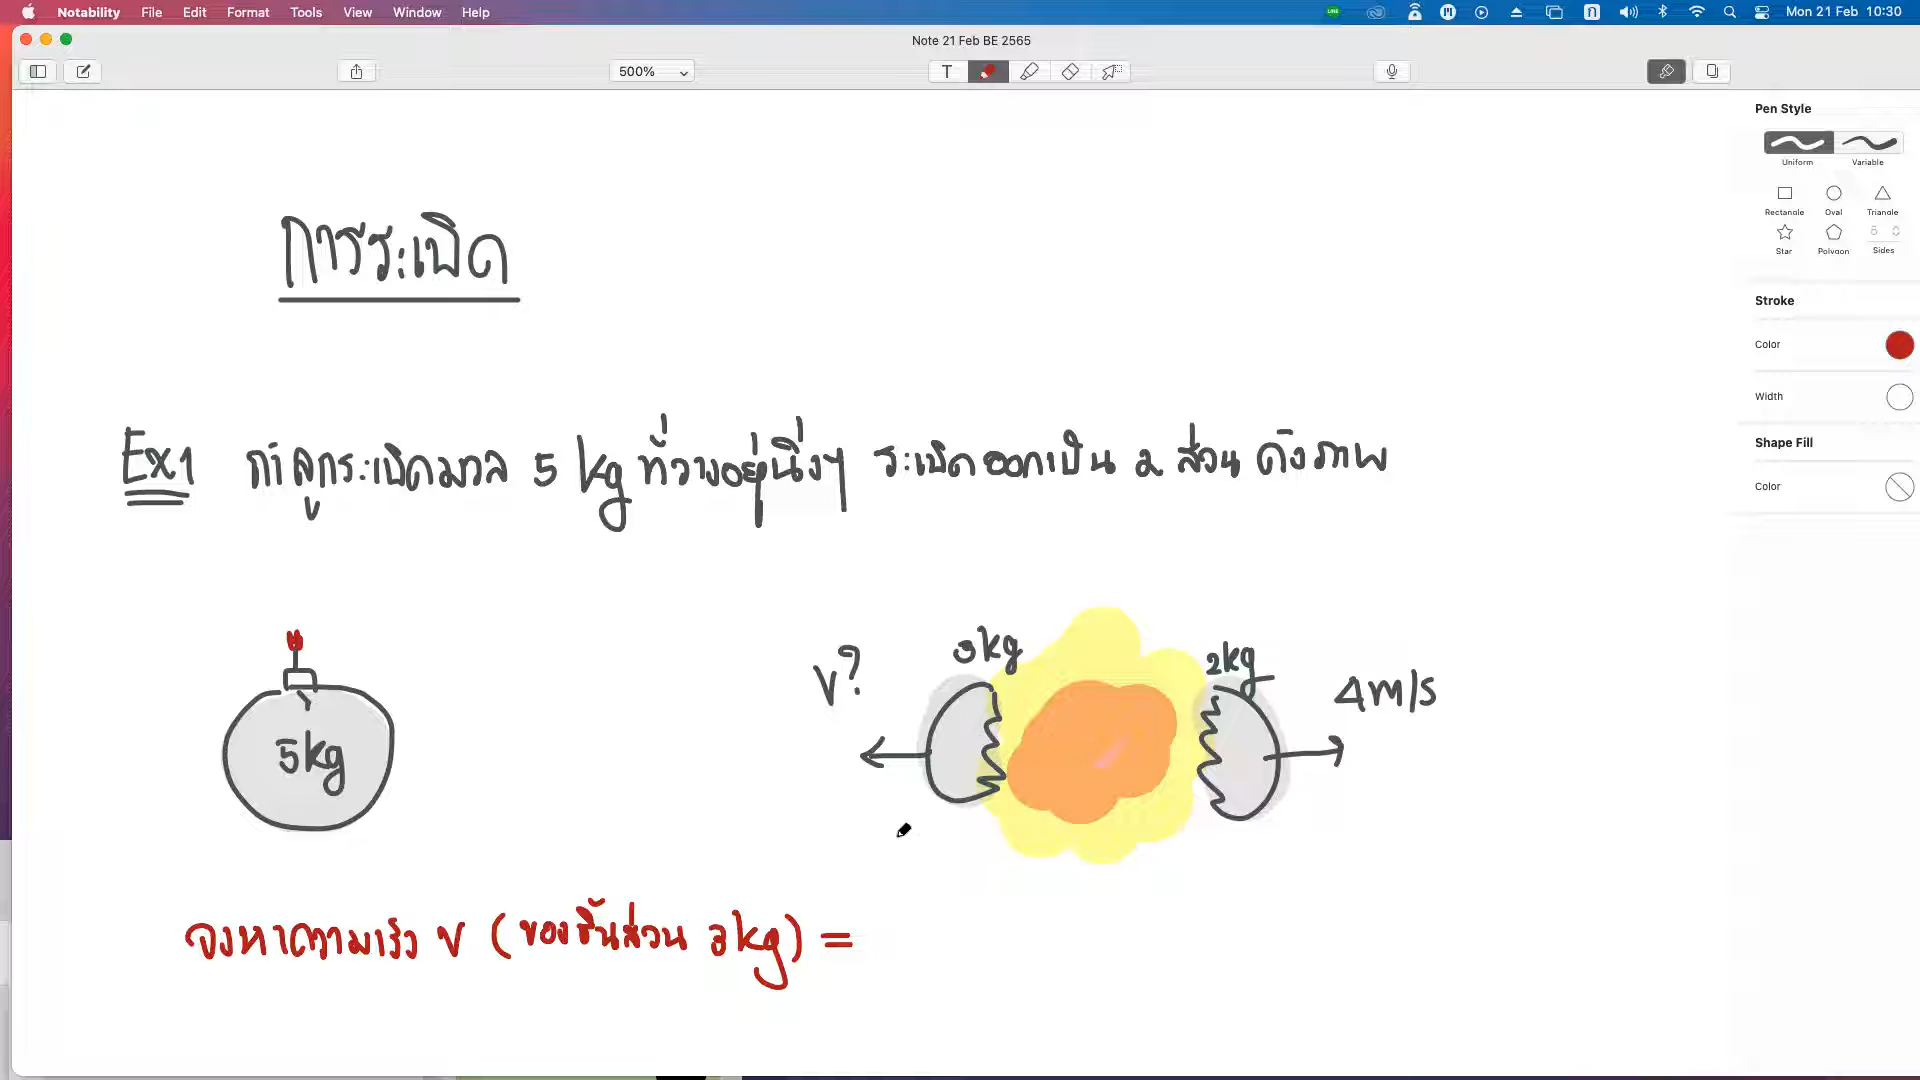 Notability File Edit Format Tools View Window Help Mon 21 Feb 10:30
Note 21 Feb BE 2565
500%
T
Pen Style
Uniform Variable
Rectangle Oval Triangle
8
Star Polygon Sides
Stroke
Color
Width
Shape Fill
Color
การระเบิด
Ex1 ถ้าลูกระเบิดมวล 5 kg ที่วางอยู่นิ่งๆ ระเบิดออกเป็น 2 ส่วน ดังภาพ
5kg
v?
3kg
2kg
4m/s
จงหาความเร็ว v (ของชิ้นส่วน 3kg) =